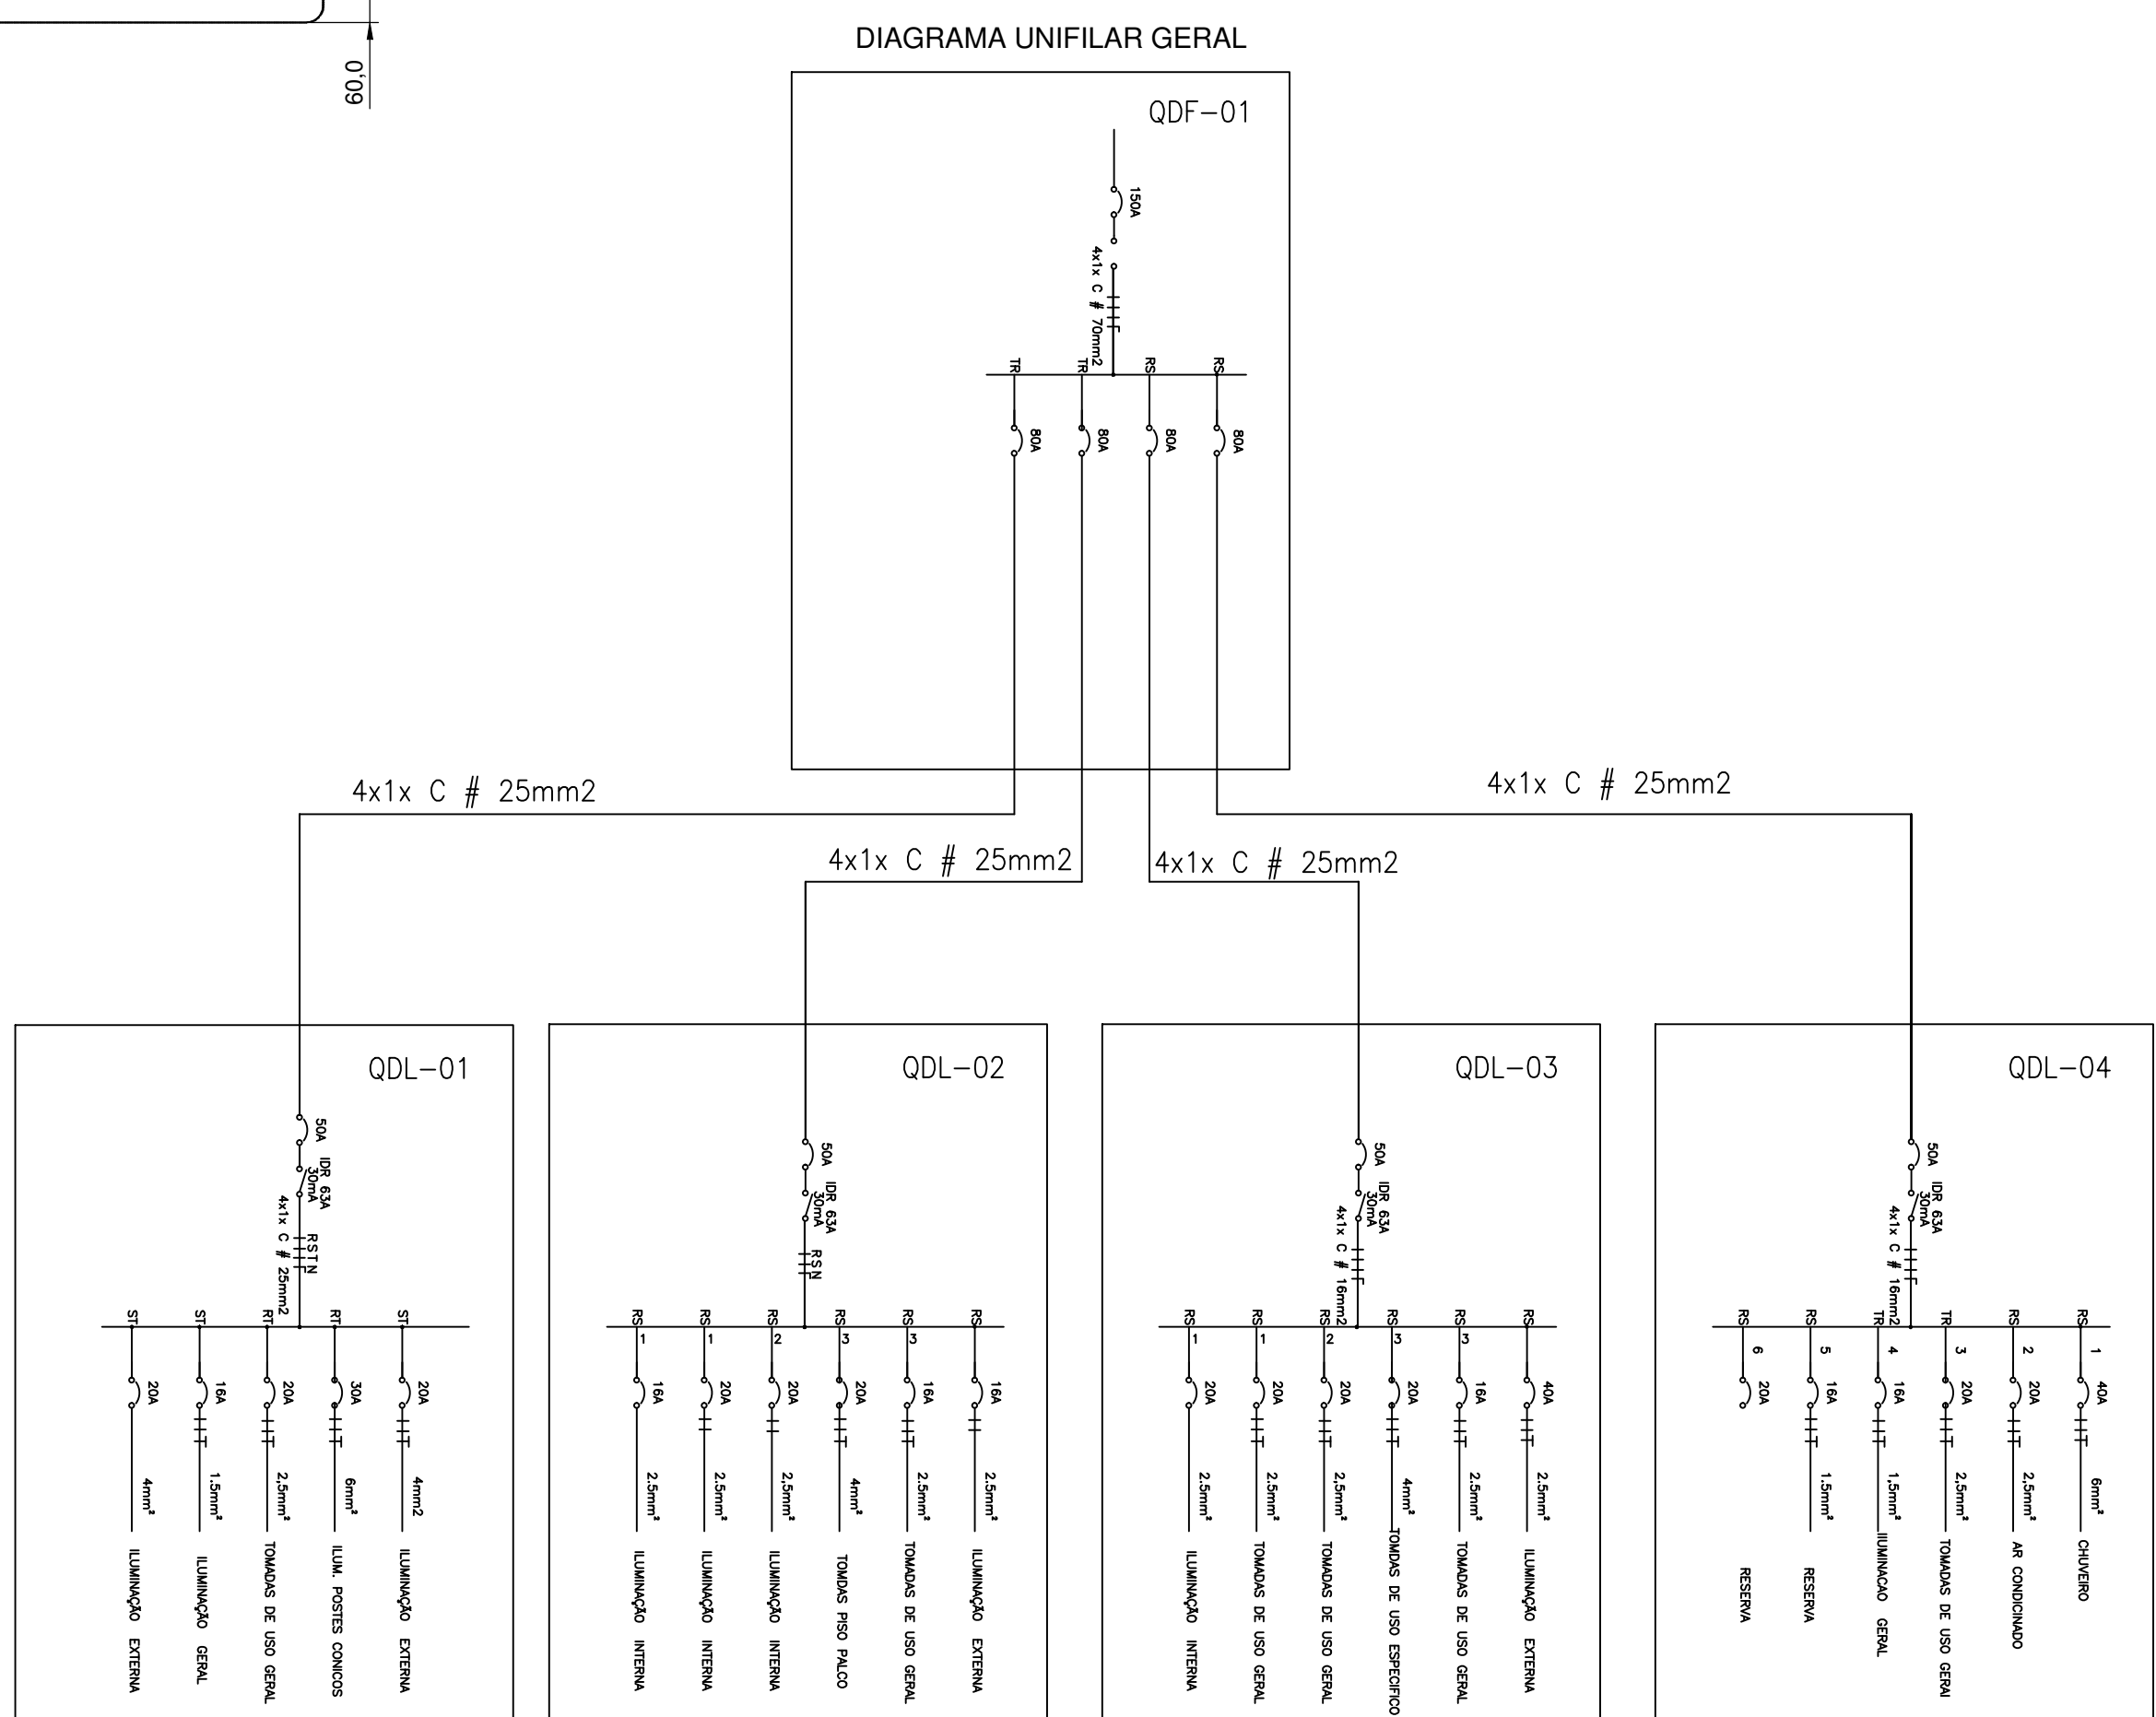 60,0
DIAGRAMA UNIFILAR GERAL
QDF-01
150A
4x1x C # 70mm2
TR
TR
RS
RS
80A
80A
80A
80A
4x1x C # 25mm2
4x1x C # 25mm2
4x1x C # 25mm2
4x1x C # 25mm2
QDL-01
50A
IDR 63A
30mA
RSTN
4x1x C # 25mm2
ST
ST
RT
RT
ST
20A
16A
20A
30A
20A
4mm²
1.5mm²
2,5mm²
6mm²
4mm2
ILUMINAÇÃO EXTERNA
ILUMINAÇÃO GERAL
TOMADAS DE USO GERAL
ILUM. POSTES CONICOS
ILUMINAÇÃO EXTERNA
QDL-02
50A
IDR 63A
30mA
RSN
RS
RS
RS
RS
RS
RS
1
1
2
3
3
16A
20A
20A
20A
16A
16A
2.5mm²
2.5mm²
2,5mm²
4mm²
2.5mm²
2.5mm²
ILUMINAÇÃO INTERNA
ILUMINAÇÃO INTERNA
ILUMINAÇÃO INTERNA
TOMDAS PISO PALCO
TOMADAS DE USO GERAL
ILUMINAÇÃO EXTERNA
QDL-03
50A
IDR 63A
30mA
4x1x C # 16mm2
RS
RS
RS
RS
RS
RS
1
1
2
3
3
20A
20A
20A
20A
16A
40A
2.5mm²
2.5mm²
2,5mm²
4mm²
2.5mm²
2.5mm²
ILUMINAÇÃO INTERNA
TOMADAS DE USO GERAL
TOMADAS DE USO GERAL
TOMDAS DE USO ESPECIFICO
TOMADAS DE USO GERAL
ILUMINAÇÃO EXTERNA
QDL-04
50A
IDR 63A
30mA
4x1x C # 16mm2
RS
RS
TR
TR
RS
RS
6
5
4
3
2
1
20A
16A
16A
20A
20A
40A
1.5mm²
1,5mm²
2,5mm²
2,5mm²
6mm²
RESERVA
RESERVA
IIUMINACAO GERAL
TOMADAS DE USO GERAI
AR CONDICINADO
CHUVEIRO